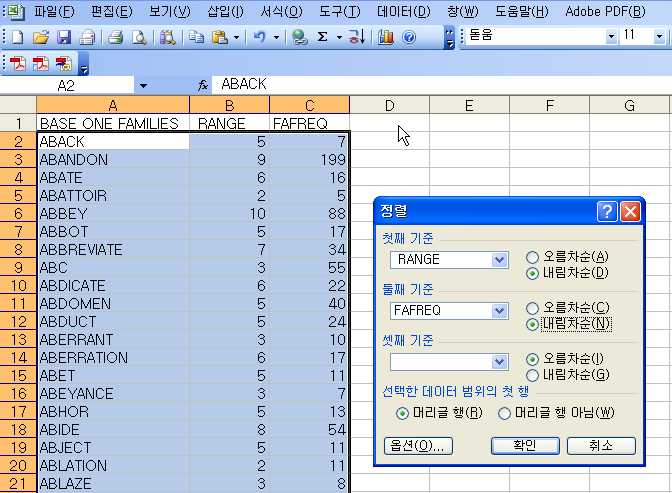 파일(F) 편집(E) 보기(V) 삽입(I) 서식(O) 도구(T) 데이터(D) 창(W) 도움말(H) Adobe PDF(B)
돋움 11
A2 fx ABACK
A B C D E F G
1 BASE ONE FAMILIES RANGE FAFREQ
2 ABACK 5 7
3 ABANDON 9 199
4 ABATE 6 16
5 ABATTOIR 2 5
6 ABBEY 10 88
7 ABBOT 5 17
8 ABBREVIATE 7 34
9 ABC 3 55
10 ABDICATE 6 22
11 ABDOMEN 5 40
12 ABDUCT 5 24
13 ABERRANT 3 10
14 ABERRATION 6 17
15 ABET 5 11
16 ABEYANCE 3 7
17 ABHOR 5 13
18 ABIDE 8 54
19 ABJECT 5 11
20 ABLATION 2 11
21 ABLAZE 3 8
정렬
첫째 기준
RANGE
오름차순(A)
내림차순(D)
둘째 기준
FAFREQ
오름차순(C)
내림차순(N)
셋째 기준
오름차순(I)
내림차순(G)
선택한 데이터 범위의 첫 행
머리글 행(R) 머리글 행 아님(W)
옵션(O)... 확인 취소